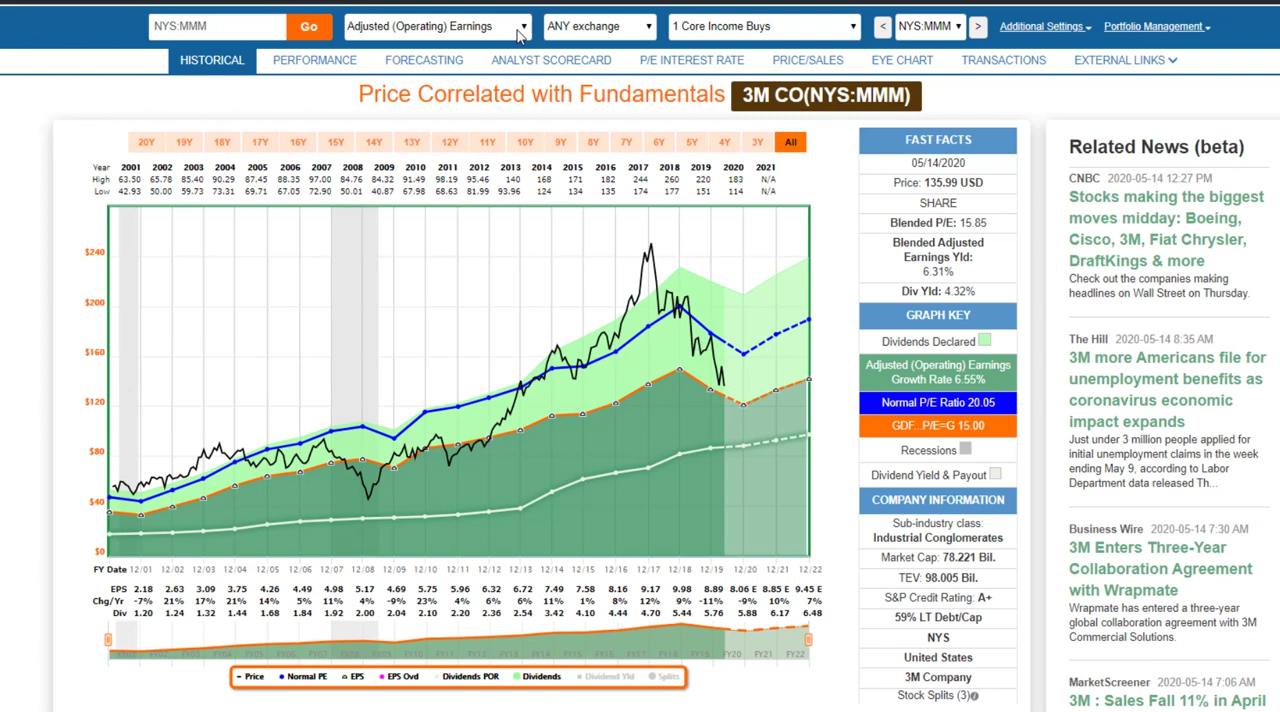 NYS:MMM Go Adjusted (Operating) Earnings ANY exchange 1 Core Income Buys < NYS:MMM > Additional Settings Portfolio Management
HISTORICAL PERFORMANCE FORECASTING ANALYST SCORECARD P/E INTEREST RATE PRICE/SALES EYE CHART TRANSACTIONS EXTERNAL LINKS
Price Correlated with Fundamentals 3M CO(NYS:MMM)
20Y 19Y 18Y 17Y 16Y 15Y 14Y 13Y 12Y 11Y 10Y 9Y 8Y 7Y 6Y 5Y 4Y 3Y All
Year 2001 2002 2003 2004 2005 2006 2007 2008 2009 2010 2011 2012 2013 2014 2015 2016 2017 2018 2019 2020 2021
High 63.50 65.78 85.40 90.29 87.45 88.35 97.00 84.76 84.32 91.49 98.19 95.46 140 168 171 182 244 260 220 183 N/A
Low 42.93 50.00 59.73 73.31 69.71 67.05 72.90 50.01 40.87 67.98 68.63 81.99 93.96 124 134 135 174 177 151 114 N/A
$240
$200
$160
$120
$80
$40
$0
FY Date 12/01 12/02 12/03 12/04 12/05 12/06 12/07 12/08 12/09 12/10 12/11 12/12 12/13 12/14 12/15 12/16 12/17 12/18 12/19 12/20 12/21 12/22
EPS 2.18 2.63 3.09 3.75 4.26 4.49 4.98 5.17 4.69 5.75 5.96 6.32 6.72 7.49 7.58 8.16 9.17 9.98 8.89 8.06 E 8.85 E 9.45 E
Chg/Yr -7% 21% 17% 21% 14% 5% 11% 4% -9% 23% 4% 6% 6% 11% 1% 8% 12% 9% -11% -9% 10% 7%
Div 1.20 1.24 1.32 1.44 1.68 1.84 1.92 2.00 2.04 2.10 2.20 2.36 2.54 3.42 4.10 4.44 4.70 5.44 5.76 5.88 6.17 6.48
FY01 FY02 FY03 FY04 FY05 FY06 FY07 FY08 FY09 FY10 FY11 FY12 FY13 FY14 FY15 FY16 FY17 FY18 FY19 FY20 FY21 FY22
Price Normal PE EPS EPS Ovd Dividends POR Dividends Dividend Yld Splits
FAST FACTS
05/14/2020
Price: 135.99 USD
SHARE
Blended P/E: 15.85
Blended Adjusted
Earnings Yld:
6.31%
Div Yld: 4.32%
GRAPH KEY
Dividends Declared
Adjusted (Operating) Earnings
Growth Rate 6.55%
Normal P/E Ratio 20.05
GDF...P/E=G 15.00
Recessions
Dividend Yield & Payout
COMPANY INFORMATION
Sub-industry class:
Industrial Conglomerates
Market Cap: 78.221 Bil.
TEV: 98.005 Bil.
S&P Credit Rating: A+
59% LT Debt/Cap
NYS
United States
3M Company
Stock Splits (3)
Related News (beta)
CNBC 2020-05-14 12:27 PM
Stocks making the biggest
moves midday: Boeing,
Cisco, 3M, Fiat Chrysler,
DraftKings & more
Check out the companies making
headlines on Wall Street on Thursday.
The Hill 2020-05-14 8:35 AM
3M more Americans file for
unemployment benefits as
coronavirus economic
impact expands
Just under 3 million people applied for
initial unemployment claims in the week
ending May 9, according to Labor
Department data released Th...
Business Wire 2020-05-14 7:30 AM
3M Enters Three-Year
Collaboration Agreement
with Wrapmate
Wrapmate has entered a three-year
global collaboration agreement with 3M
Commercial Solutions.
MarketScreener 2020-05-14 7:06 AM
3M : Sales Fall 11% in April